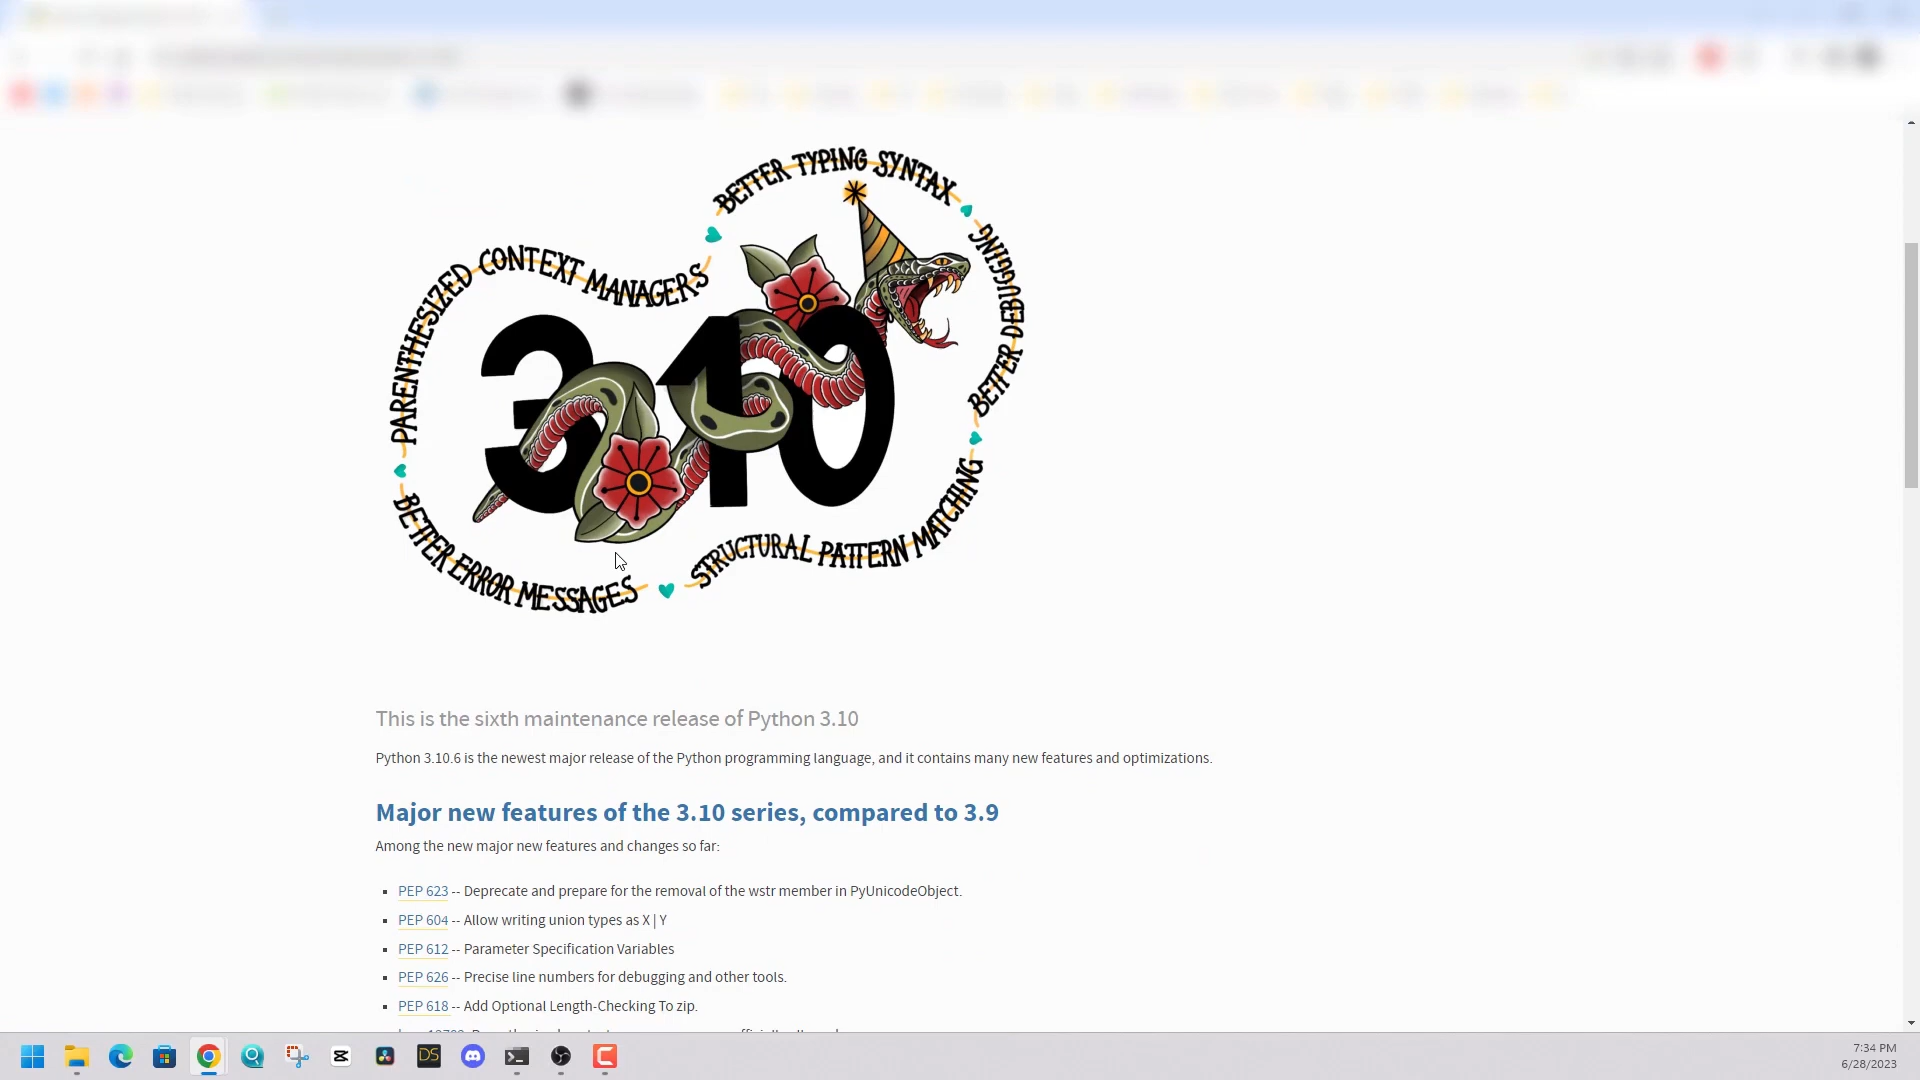 BETTER TYPING SYNTAX
PARENTHESIZED CONTEXT MANAGERS
BETTER DEBUGGING
3.10
BETTER ERROR MESSAGES
STRUCTURAL PATTERN MATCHING
This is the sixth maintenance release of Python 3.10
Python 3.10.6 is the newest major release of the Python programming language, and it contains many new features and optimizations.
Major new features of the 3.10 series, compared to 3.9
Among the new major new features and changes so far:
PEP 623 -- Deprecate and prepare for the removal of the wstr member in PyUnicodeObject.
PEP 604 -- Allow writing union types as X | Y
PEP 612 -- Parameter Specification Variables
PEP 626 -- Precise line numbers for debugging and other tools.
PEP 618 -- Add Optional Length-Checking To zip.
DS
7:34 PM
6/28/2023